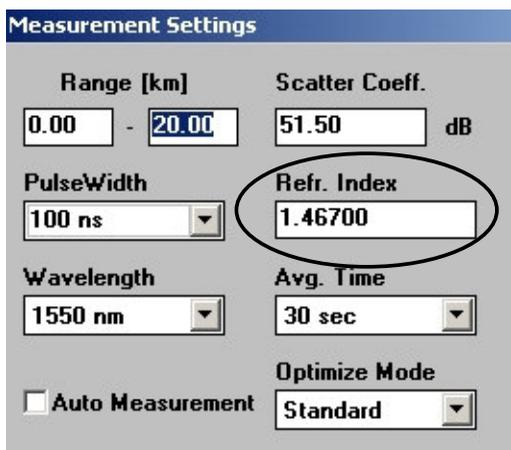 Measurement Settings
Range [km] Scatter Coeff.
0.00 - 20.00 51.50 dB
PulseWidth Refr. Index
100 ns 1.46700
Wavelength Avg. Time
1550 nm 30 sec
Optimize Mode
Auto Measurement Standard